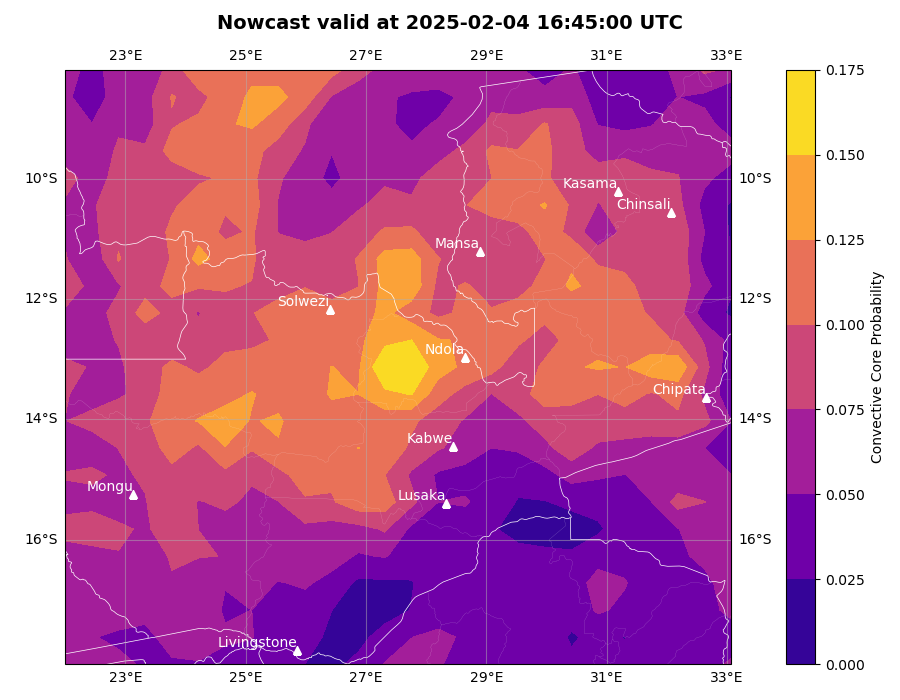 Nowcast valid at 2025-02-04 16:45:00 UTC
23°E 25°E 27°E 29°E 31°E 33°E
0.175
0.150
10°S Kasama 10°S
Chinsali
0.125
Mansa
12°S Solwezi 12°S
0.100
Ndola
Chipata
0.075
14°S 14°S
Kabwe
Mongu
Lusaka
0.050
16°S 16°S
0.025
Livingstone
0.000
23°E 25°E 27°E 29°E 31°E 33°E
Convective Core Probability